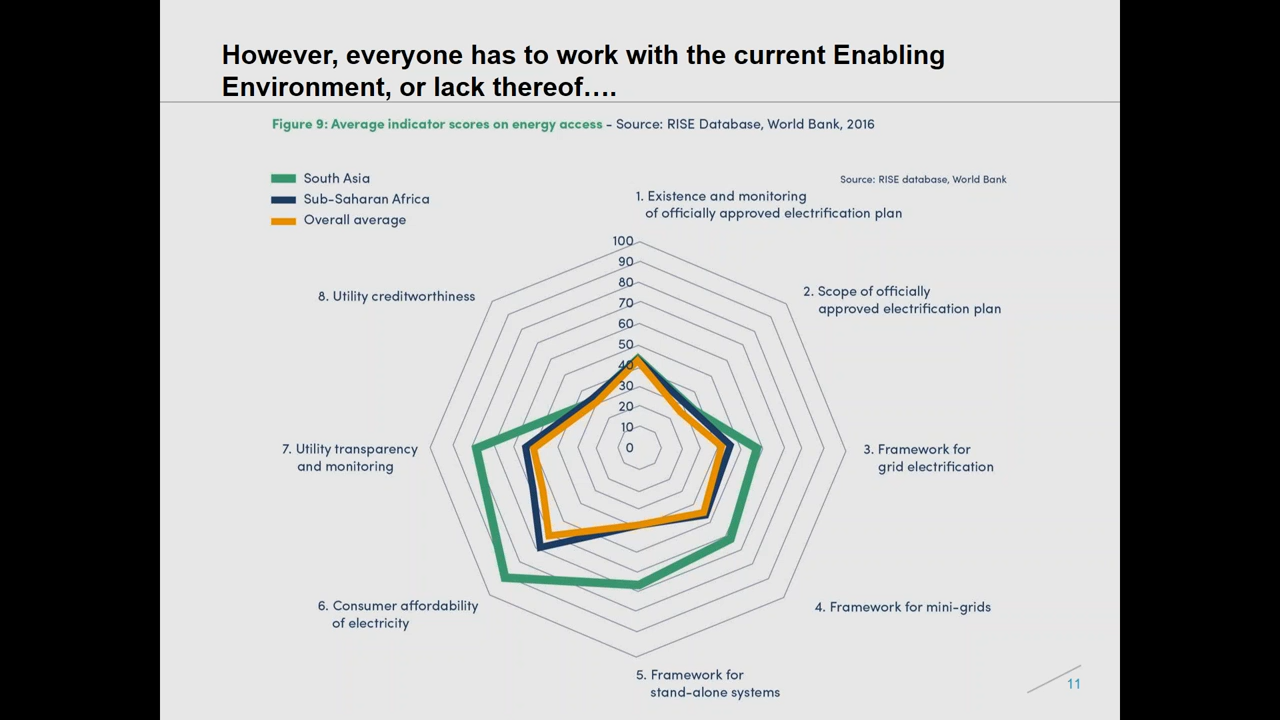 However, everyone has to work with the current Enabling
Environment, or lack thereof….
Figure 9: Average indicator scores on energy access – Source: RISE Database, World Bank, 2016
South Asia
Sub-Saharan Africa
Overall average
Source: RISE database, World Bank
1. Existence and monitoring
of officially approved electrification plan
100
90
80
70
60
50
40
30
20
10
0
8. Utility creditworthiness
2. Scope of officially
approved electrification plan
7. Utility transparency
and monitoring
3. Framework for
grid electrification
6. Consumer affordability
of electricity
4. Framework for mini-grids
5. Framework for
stand-alone systems
11